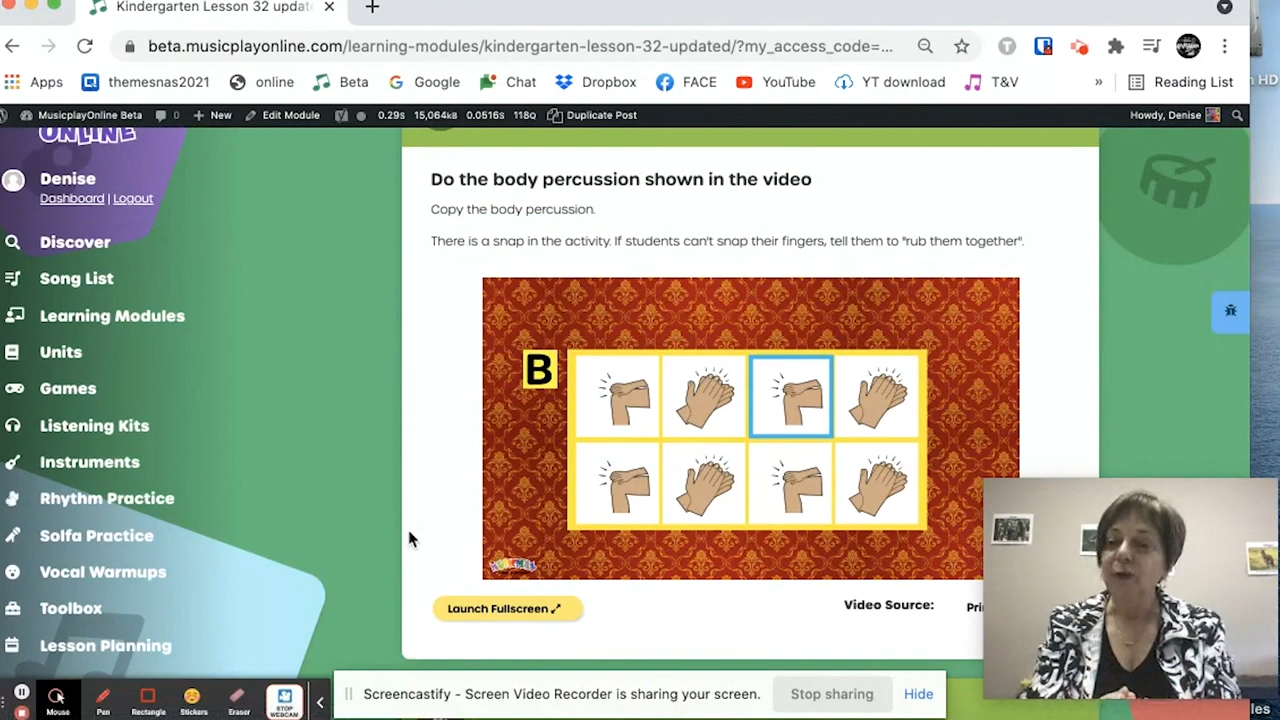 Kindergarten Lesson 32 updat
beta.musicplayonline.com/learning-modules/kindergarten-lesson-32-updated/?my_access_code=...
Apps themesnas2021 online Beta Google Chat Dropbox FACE YouTube YT download T&V » Reading List
HD
MusicplayOnline Beta 0 New Edit Module 0.29S 15,064kB 0.0516S 118Q Duplicate Post Howdy, Denise
ONLINE
Denise
Dashboard | Logout
Discover
Song List
Learning Modules
Units
Games
Listening Kits
Instruments
Rhythm Practice
Solfa Practice
Vocal Warmups
Toolbox
Lesson Planning
Do the body percussion shown in the video
Copy the body percussion.
There is a snap in the activity. If students can't snap their fingers, tell them to "rub them together".
B
Launch Fullscreen
Video Source:
Pri
Screencastify - Screen Video Recorder is sharing your screen. Stop sharing Hide
Mouse Pen Rectangle Stickers Eraser STOP WEBCAM